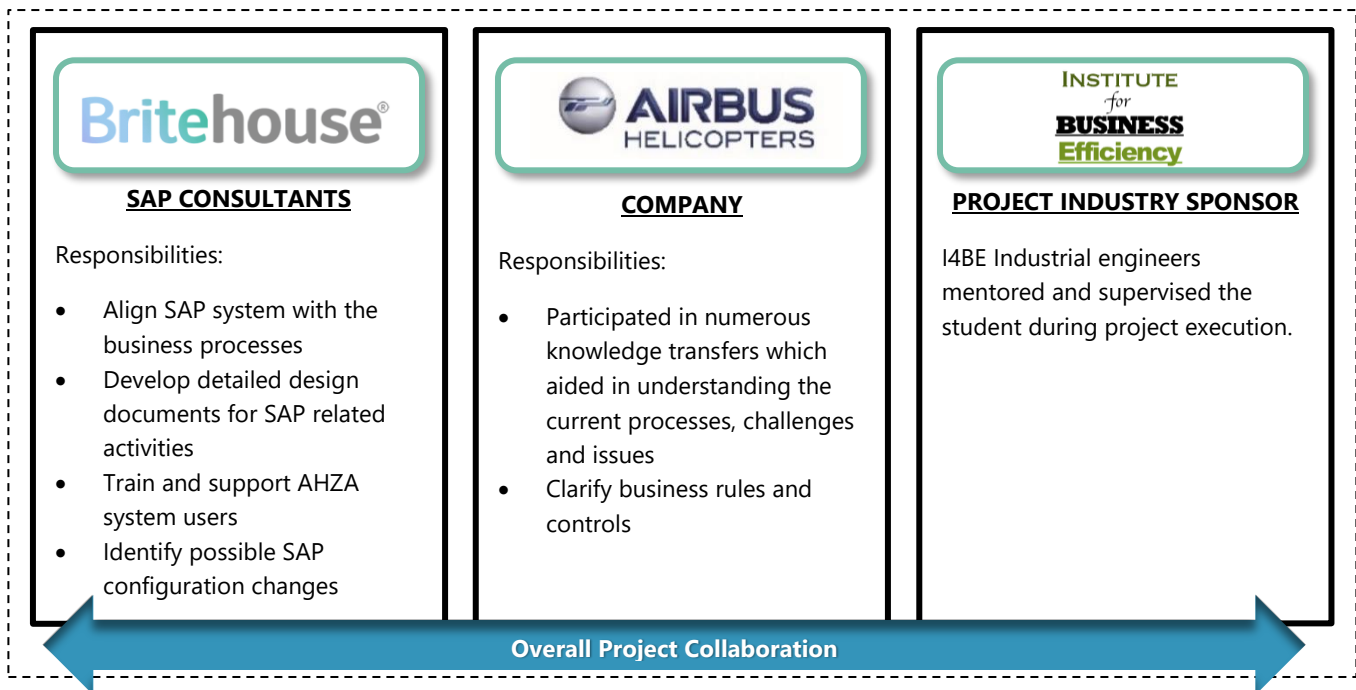 Britehouse®
SAP CONSULTANTS
Responsibilities:
• Align SAP system with the
business processes
• Develop detailed design
documents for SAP related
activities
• Train and support AHZA
system users
• Identify possible SAP
configuration changes
AIRBUS
HELICOPTERS
COMPANY
Responsibilities:
• Participated in numerous
knowledge transfers which
aided in understanding the
current processes, challenges
and issues
• Clarify business rules and
controls
INSTITUTE
for
BUSINESS
Efficiency
PROJECT INDUSTRY SPONSOR
I4BE Industrial engineers
mentored and supervised the
student during project execution.
Overall Project Collaboration